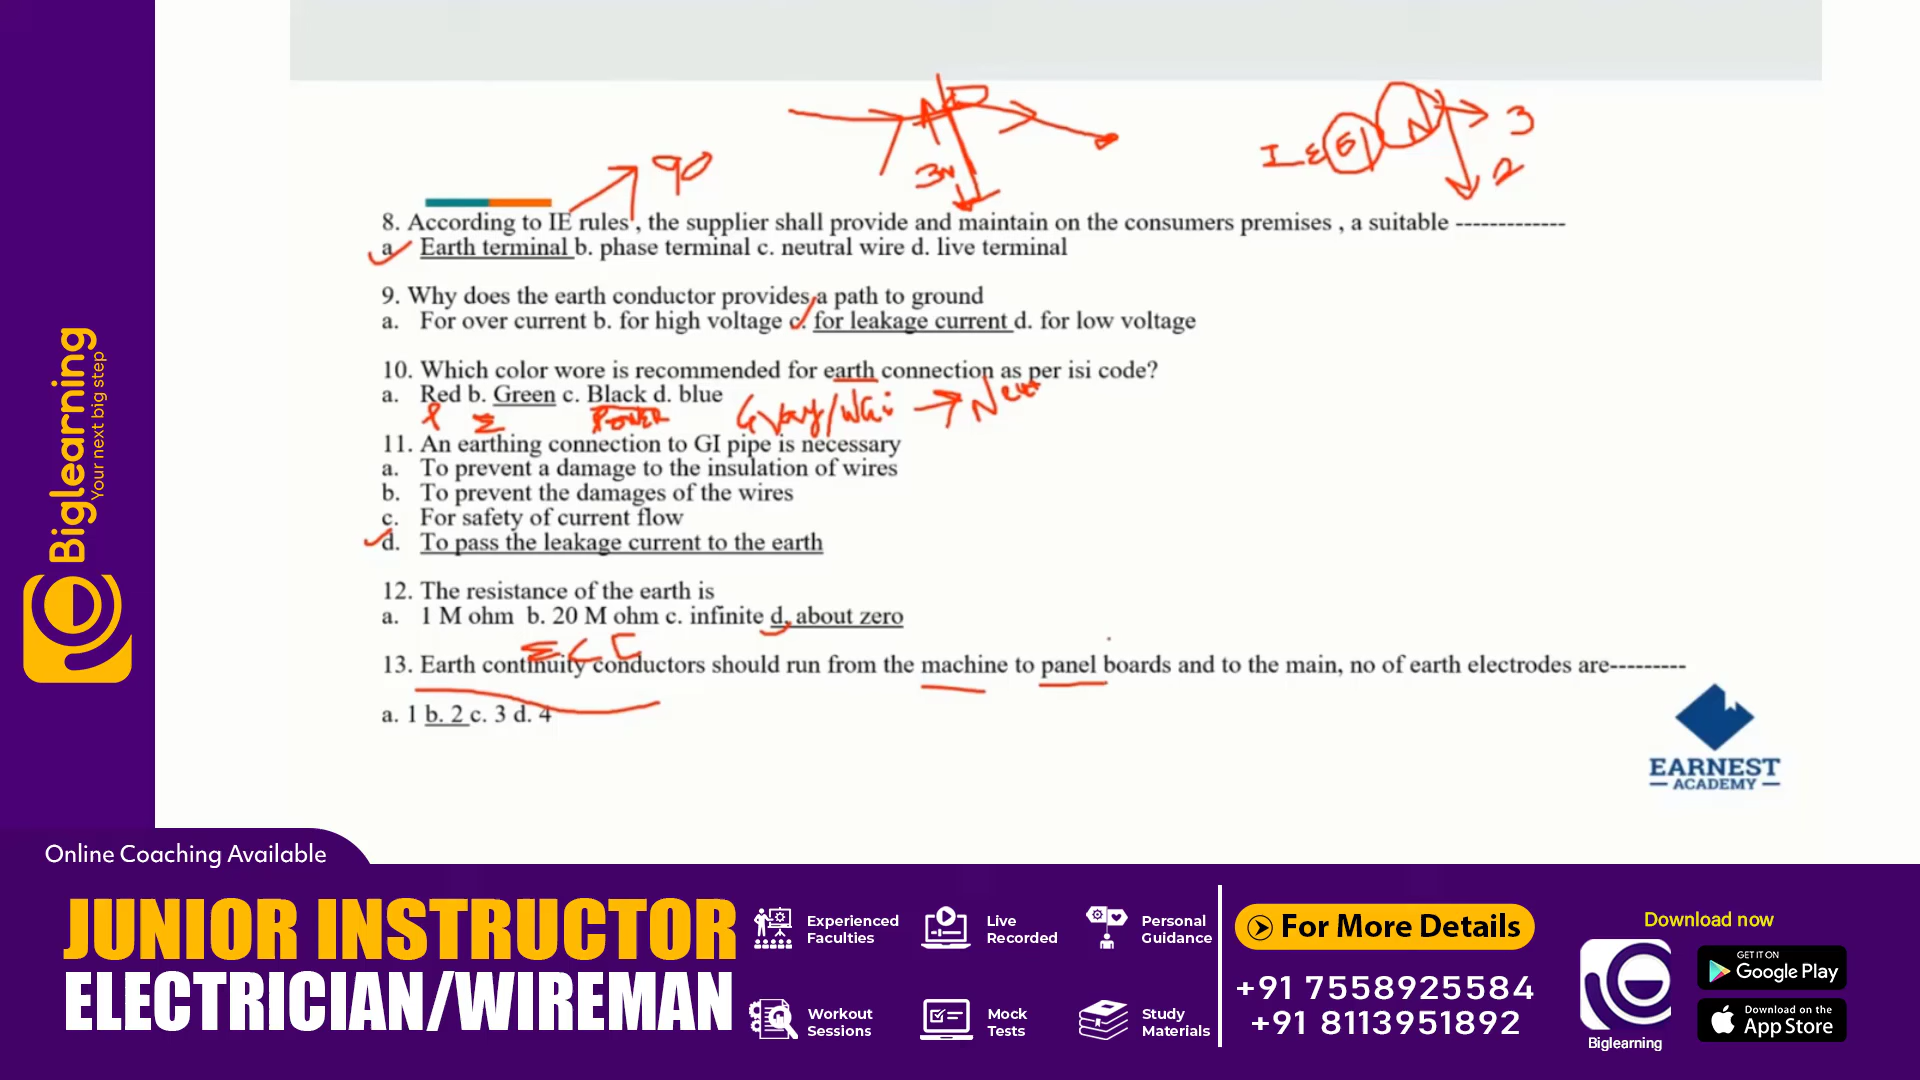 90
3
2
8. According to IE rules , the supplier shall provide and maintain on the consumers premises , a suitable -------------
a. Earth terminal b. phase terminal c. neutral wire d. live terminal
9. Why does the earth conductor provides a path to ground
a. For over current b. for high voltage c. for leakage current d. for low voltage
10. Which color wore is recommended for earth connection as per isi code?
a. Red b. Green c. Black d. blue
11. An earthing connection to GI pipe is necessary
a. To prevent a damage to the insulation of wires
b. To prevent the damages of the wires
c. For safety of current flow
d. To pass the leakage current to the earth
12. The resistance of the earth is
a. 1 M ohm b. 20 M ohm c. infinite d. about zero
ECC
13. Earth continuity conductors should run from the machine to panel boards and to the main, no of earth electrodes are---------
a. 1 b. 2 c. 3 d. 4
EARNEST
ACADEMY
Biglearning
Your next big step
Online Coaching Available
JUNIOR INSTRUCTOR
ELECTRICIAN/WIREMAN
Experienced
Faculties
Live
Recorded
Personal
Guidance
Workout
Sessions
Mock
Tests
Study
Materials
For More Details
+91 7558925584
+91 8113951892
Download now
Biglearning
GET IT ON
Google Play
Download on the
App Store